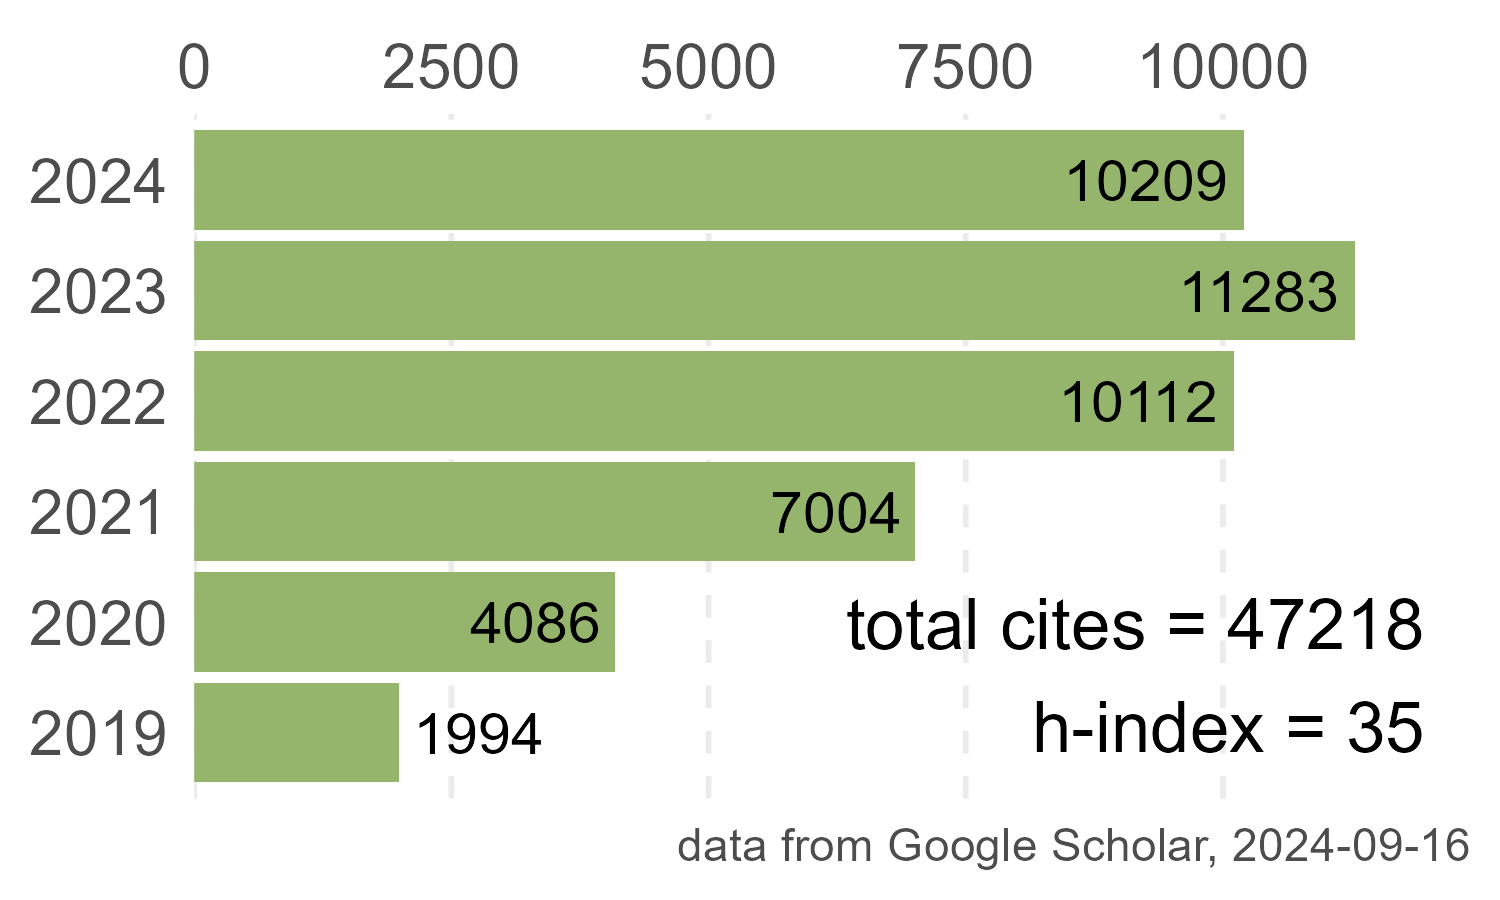 0 2500 5000 7500 10000
2024 10209
2023 11283
2022 10112
2021 7004
2020 4086
total cites = 47218
2019 1994
h-index = 35
data from Google Scholar, 2024-09-16